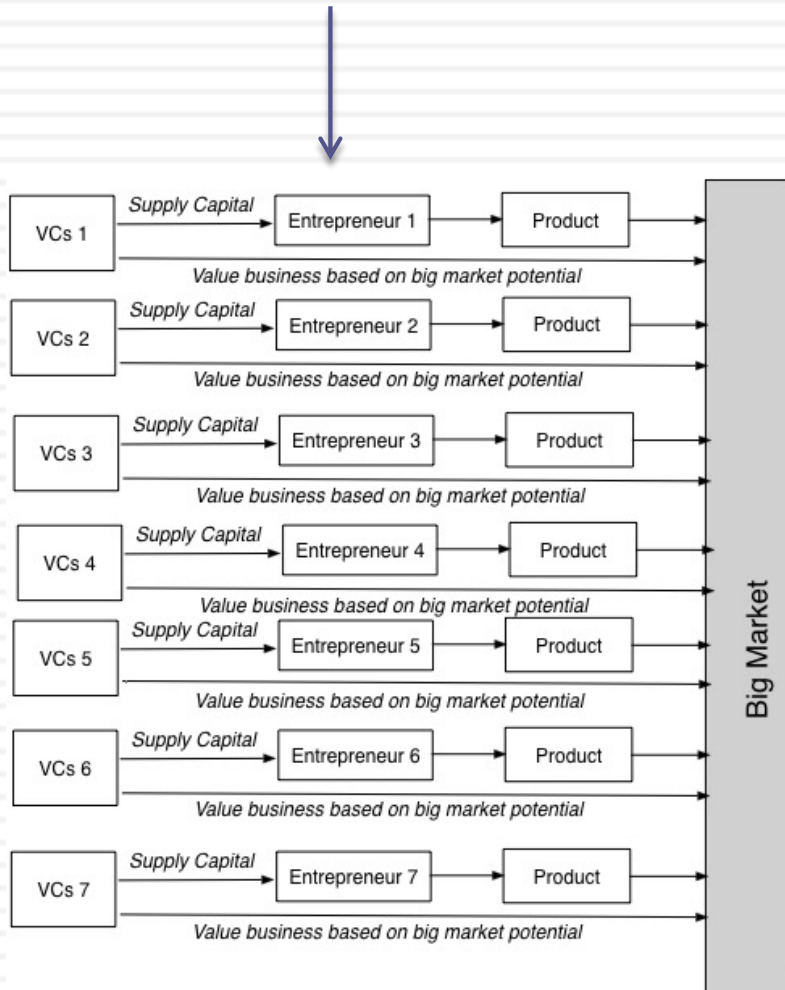 Supply Capital
VCs 1
Entrepreneur 1
Product
Value business based on big market potential
Supply Capital
VCs 2
Entrepreneur 2
Product
Value business based on big market potential
Supply Capital
VCs 3
Entrepreneur 3
Product
Value business based on big market potential
Supply Capital
VCs 4
Entrepreneur 4
Product
Value business based on big market potential
Supply Capital
VCs 5
Entrepreneur 5
Product
Value business based on big market potential
Supply Capital
VCs 6
Entrepreneur 6
Product
Value business based on big market potential
Supply Capital
VCs 7
Entrepreneur 7
Product
Value business based on big market potential
Big Market